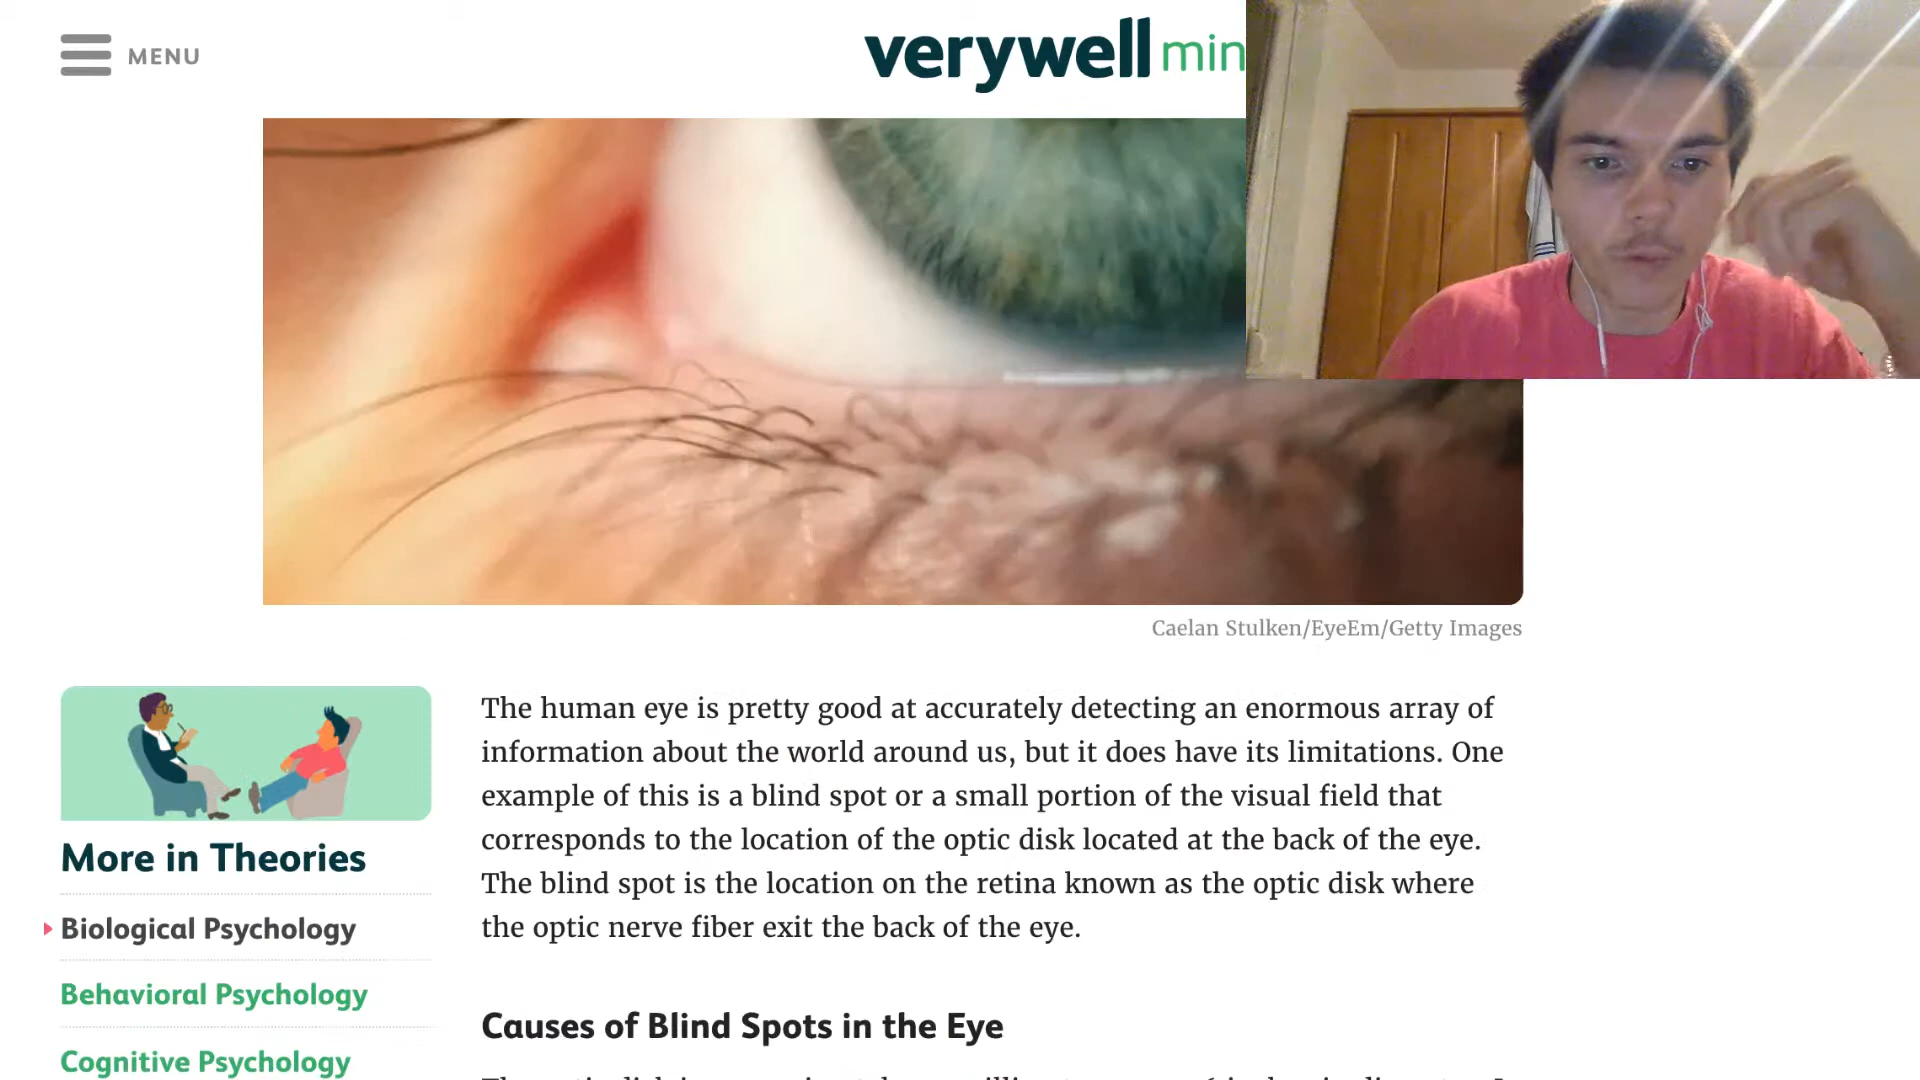 MENU
verywell min
Caelan Stulken/EyeEm/Getty Images
The human eye is pretty good at accurately detecting an enormous array of
information about the world around us, but it does have its limitations. One
example of this is a blind spot or a small portion of the visual field that
corresponds to the location of the optic disk located at the back of the eye.
The blind spot is the location on the retina known as the optic disk where
the optic nerve fiber exit the back of the eye.
More in Theories
Biological Psychology
Behavioral Psychology
Cognitive Psychology
Causes of Blind Spots in the Eye